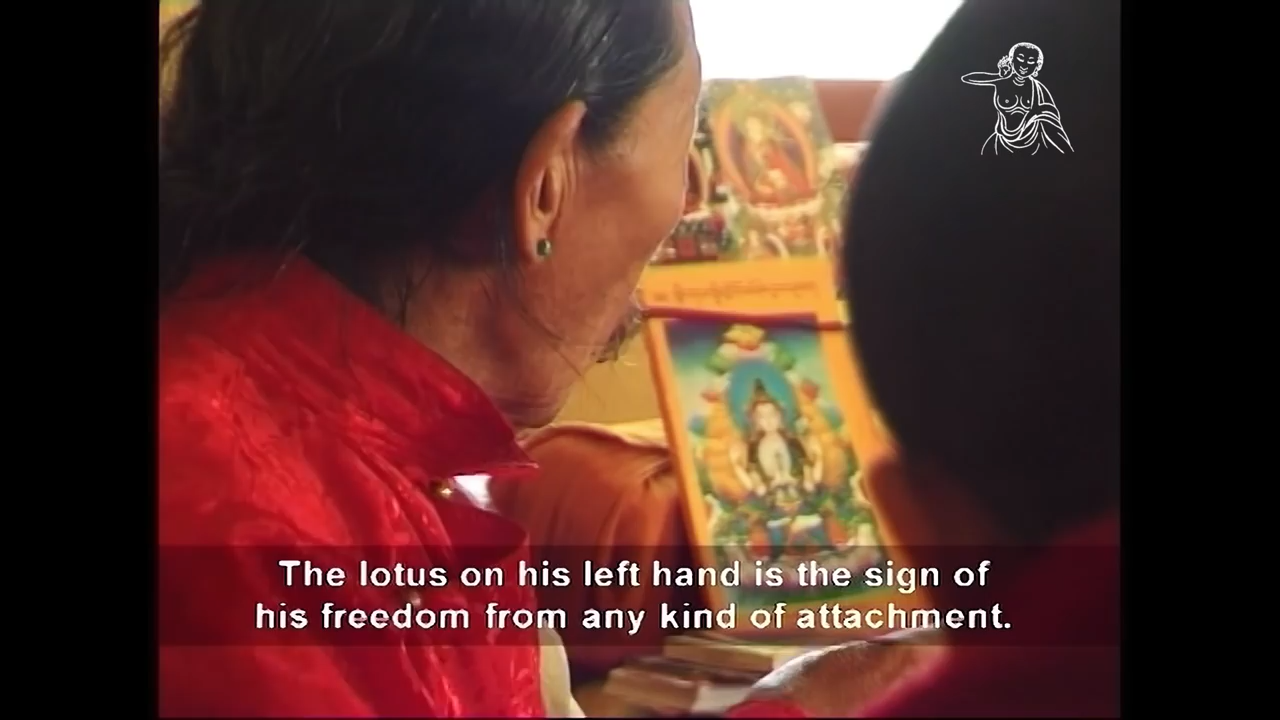 The lotus on his left hand is the sign of
his freedom from any kind of attachment.